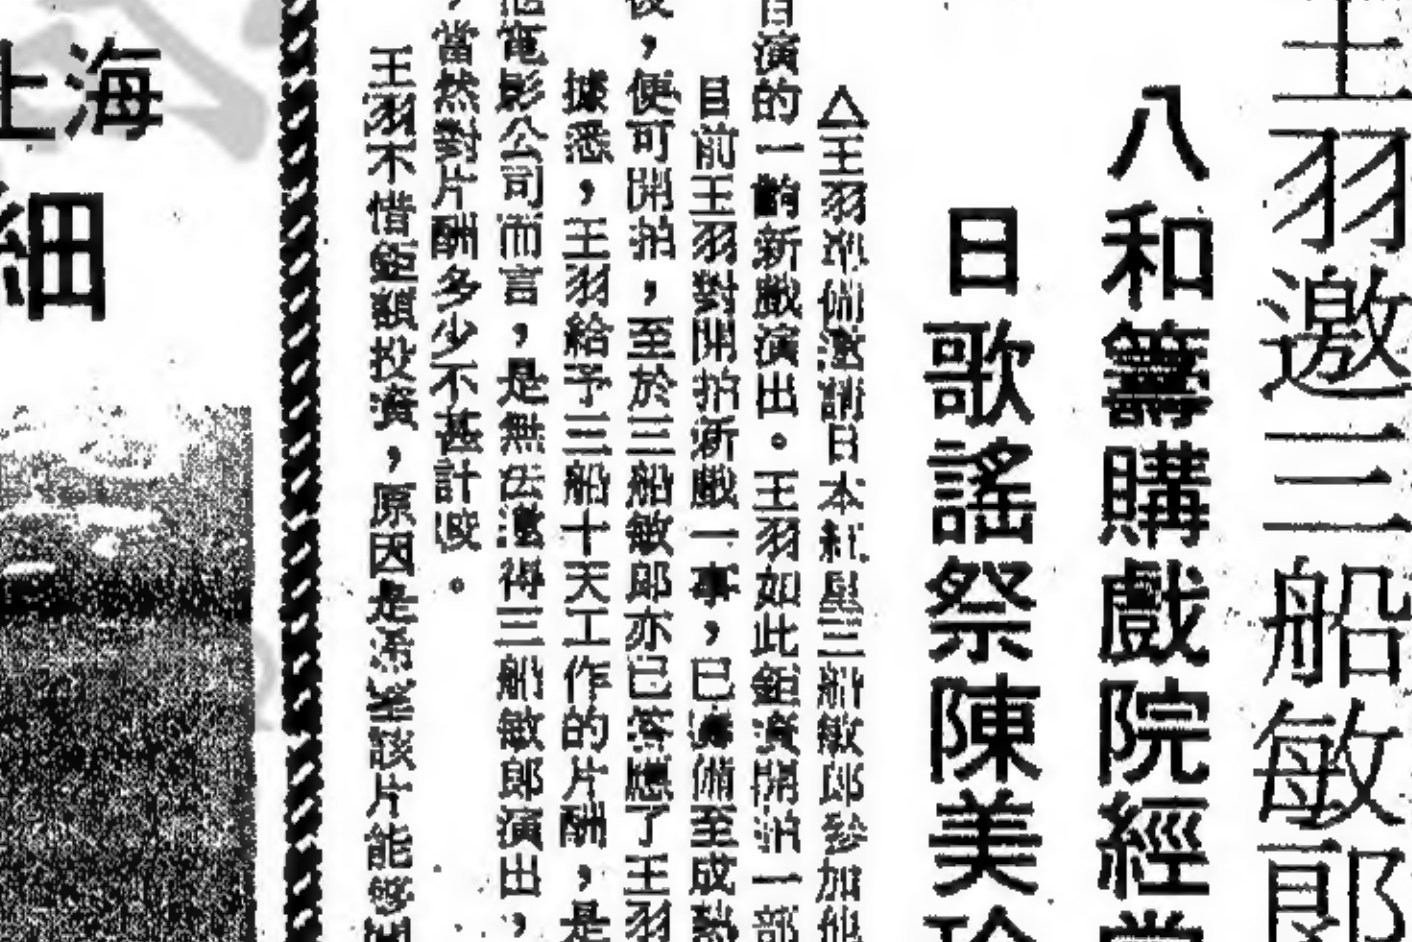 王羽邀三船敏郎
八和籌購戲院經
日歌謠祭陳美
△王羽準備邀請日本紅星三船敏郎參加他
自演的一齣新戲演出。王羽如此鉅資開拍一部
目前王羽對開拍新戲一事，已準備至成熟
後，便可開拍，至於三船敏郎亦已答應了王羽
據悉，王羽給予三船十天工作的片酬，是
電影公司而言，是無法邀得三船敏郎演出，
，當然對片酬多少不甚計較。
王羽不惜鉅額投資，原因是希望該片能夠
上海
細